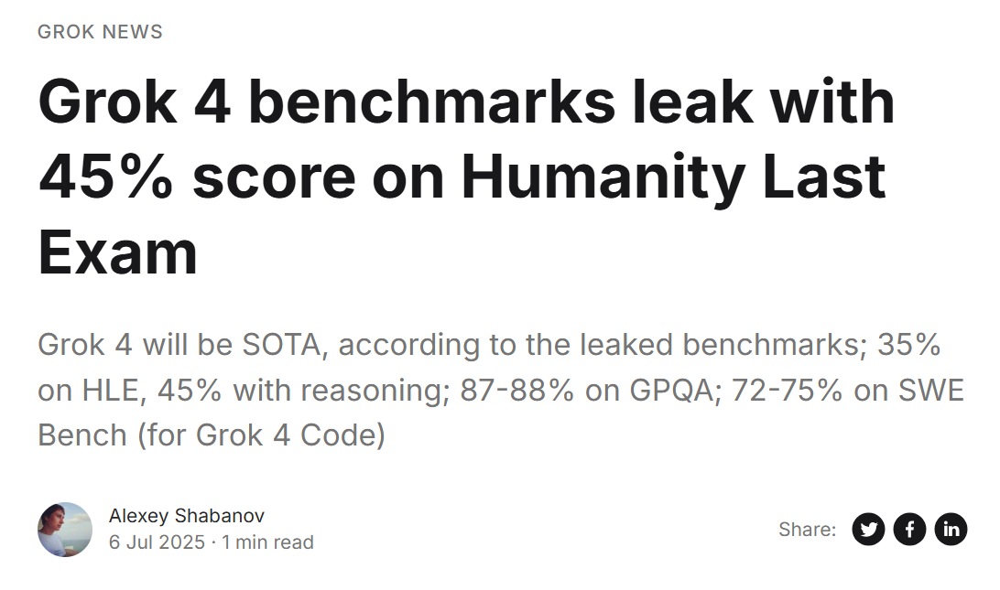 GROK NEWS
Grok 4 benchmarks leak with
45% score on Humanity Last
Exam
Grok 4 will be SOTA, according to the leaked benchmarks; 35%
on HLE, 45% with reasoning; 87-88% on GPQA; 72-75% on SWE
Bench (for Grok 4 Code)
Alexey Shabanov
6 Jul 2025 · 1 min read
Share: